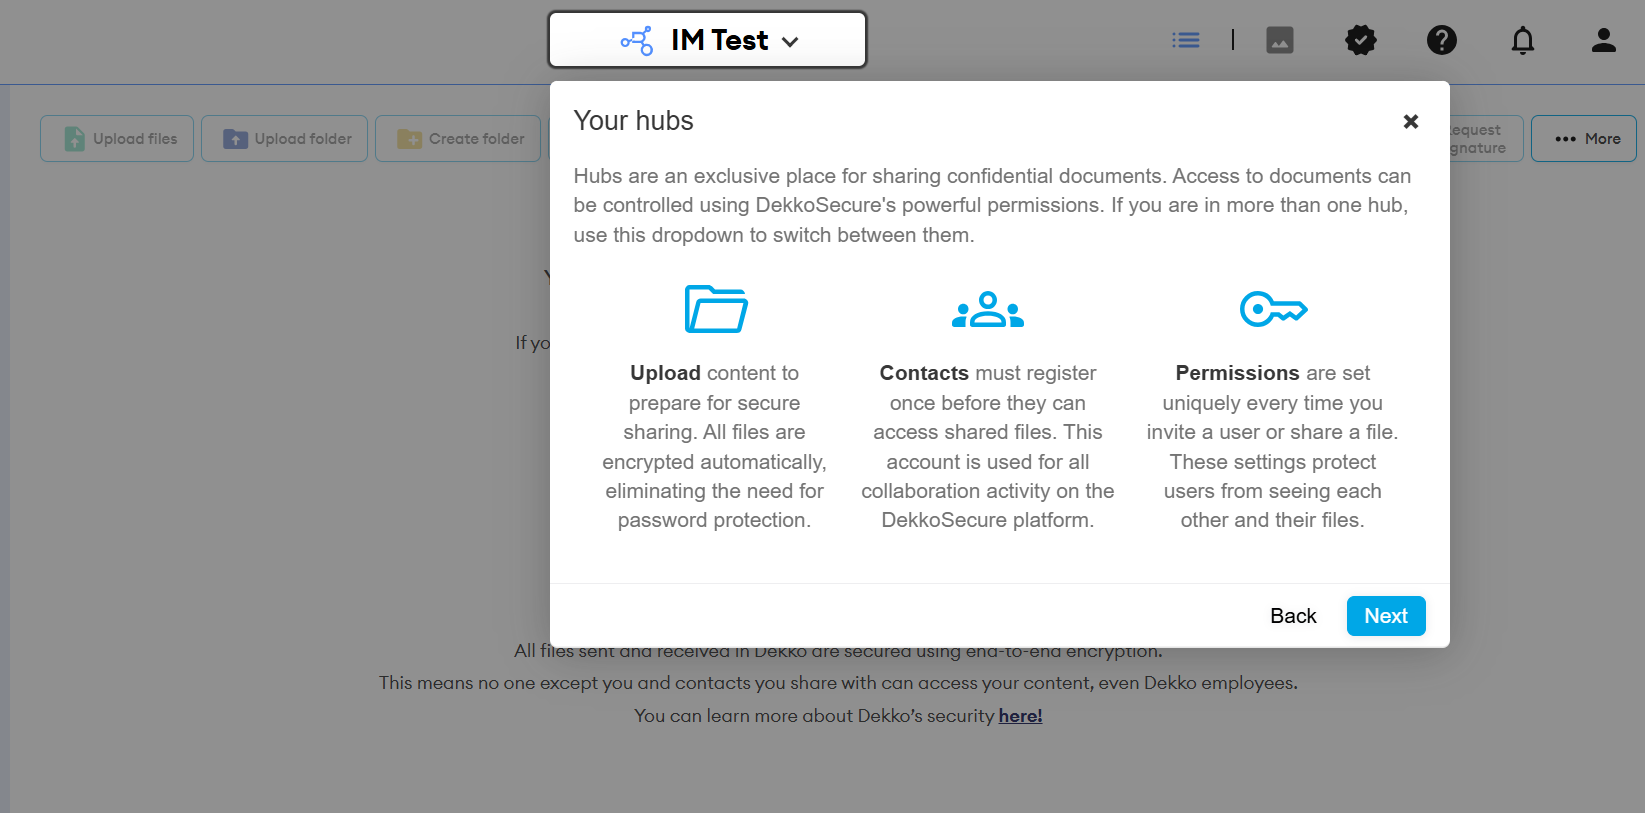 IM Test
Upload files
Upload folder
Create folder
More
Your hubs
Hubs are an exclusive place for sharing confidential documents. Access to documents can
be controlled using DekkoSecure's powerful permissions. If you are in more than one hub,
use this dropdown to switch between them.
If
Upload content to
prepare for secure
sharing. All files are
encrypted automatically,
eliminating the need for
password protection.
Contacts must register
once before they can
access shared files. This
account is used for all
collaboration activity on the
DekkoSecure platform.
Permissions are set
uniquely every time you
invite a user or share a file.
These settings protect
users from seeing each
other and their files.
Back
Next
All files sent and received in Dekko are secured using end-to-end encryption.
This means no one except you and contacts you share with can access your content, even Dekko employees.
You can learn more about Dekko’s security here!